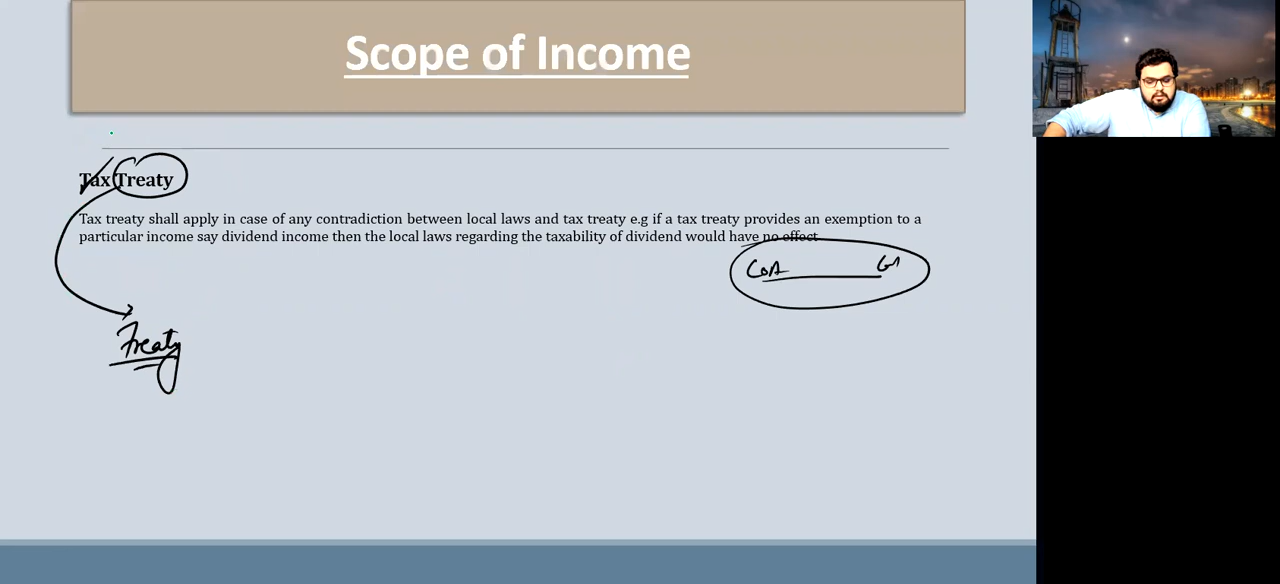 Scope of Income
Tax Treaty
Tax treaty shall apply in case of any contradiction between local laws and tax treaty e.g if a tax treaty provides an exemption to a
particular income say dividend income then the local laws regarding the taxability of dividend would have no effect
Treaty